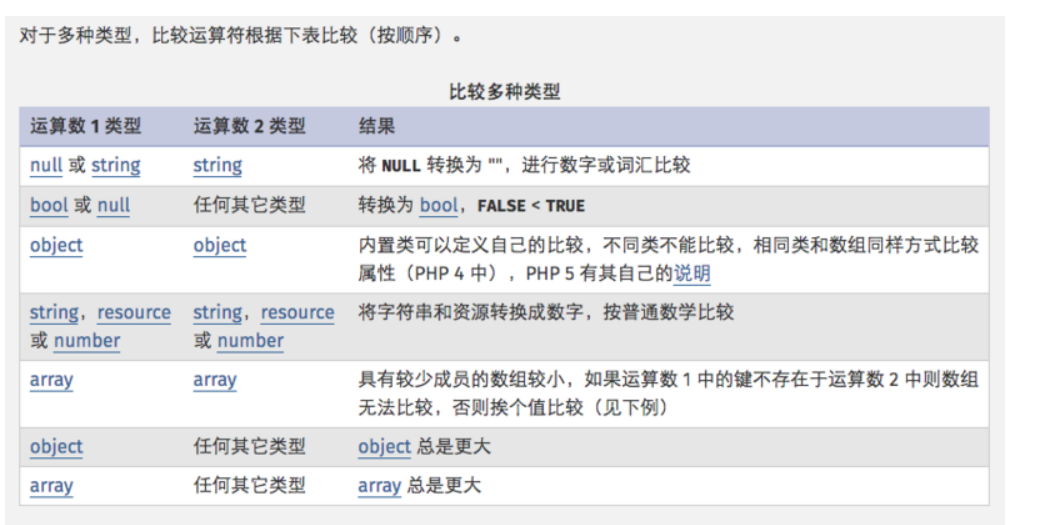 对于多种类型，比较运算符根据下表比较（按顺序）。
比较多种类型
运算数 1 类型 运算数 2 类型 结果
null 或 string string 将 NULL 转换为 ""，进行数字或词汇比较
bool 或 null 任何其它类型 转换为 bool，FALSE < TRUE
object object 内置类可以定义自己的比较，不同类不能比较，相同类和数组同样方式比较
属性（PHP 4 中），PHP 5 有其自己的说明
string，resource string，resource 将字符串和资源转换成数字，按普通数学比较
或 number 或 number
array array 具有较少成员的数组较小，如果运算数 1 中的键不存在于运算数 2 中则数组
无法比较，否则挨个值比较（见下例）
object 任何其它类型 object 总是更大
array 任何其它类型 array 总是更大